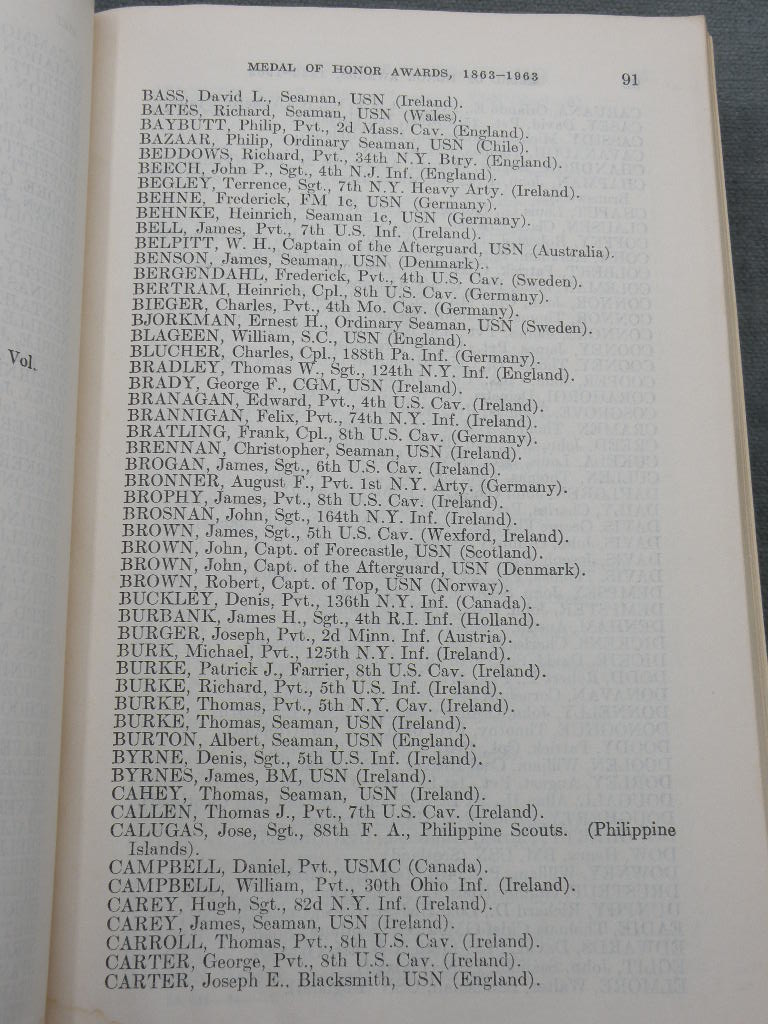 MEDAL OF HONOR AWARDS, 1863–1963 91
BASS, David L., Seaman, USN (Ireland).
BATES, Richard, Seaman, USN (Wales).
BAYBUTT, Philip, Pvt., 2d Mass. Cav. (England).
BAZAAR, Philip, Ordinary Seaman, USN (Chile).
BEDDOWS, Richard, Pvt., 34th N.Y. Btry. (England).
BEECH, John P., Sgt., 4th N.J. Inf. (England).
BEGLEY, Terrence, Sgt., 7th N.Y. Heavy Arty. (Ireland).
BEHNE, Frederick, FM 1c, USN (Germany).
BEHNKE, Heinrich, Seaman 1c, USN (Germany).
BELL, James, Pvt., 7th U.S. Inf. (Ireland).
BELPITT, W. H., Captain of the Afterguard, USN (Australia).
BENSON, James, Seaman, USN (Denmark).
BERGENDAHL, Frederick, Pvt., 4th U.S. Cav. (Sweden).
BERTRAM, Heinrich, Cpl., 8th U.S. Cav. (Germany).
BIEGER, Charles, Pvt., 4th Mo. Cav. (Germany).
BJORKMAN, Ernest H., Ordinary Seaman, USN (Sweden).
BLAGEEN, William, S.C., USN (England).
BLUCHER, Charles, Cpl., 188th Pa. Inf. (Germany).
BRADLEY, Thomas W., Sgt., 124th N.Y. Inf. (England).
BRADY, George F., CGM, USN (Ireland).
BRANAGAN, Edward, Pvt., 4th U.S. Cav. (Ireland).
BRANNIGAN, Felix, Pvt., 74th N.Y. Inf. (Ireland).
BRATLING, Frank, Cpl., 8th U.S. Cav. (Germany).
BRENNAN, Christopher, Seaman, USN (Ireland).
BROGAN, James, Sgt., 6th U.S. Cav. (Ireland).
BRONNER, August F., Pvt. 1st N.Y. Arty. (Germany).
BROPHY, James, Pvt., 8th U.S. Cav. (Ireland).
BROSNAN, John, Sgt., 164th N.Y. Inf. (Ireland).
BROWN, James, Sgt., 5th U.S. Cav. (Wexford, Ireland).
BROWN, John, Capt. of Forecastle, USN (Scotland).
BROWN, John, Capt. of the Afterguard, USN (Denmark).
BROWN, Robert, Capt. of Top, USN (Norway).
BUCKLEY, Denis, Pvt., 136th N.Y. Inf. (Canada).
BURBANK, James H., Sgt., 4th R.I. Inf. (Holland).
BURGER, Joseph, Pvt., 2d Minn. Inf. (Austria).
BURK, Michael, Pvt., 125th N.Y. Inf. (Ireland).
BURKE, Patrick J., Farrier, 8th U.S. Cav. (Ireland).
BURKE, Richard, Pvt., 5th U.S. Inf. (Ireland).
BURKE, Thomas, Pvt., 5th N.Y. Cav. (Ireland).
BURKE, Thomas, Seaman, USN (Ireland).
BURTON, Albert, Seaman, USN (England).
BYRNE, Denis, Sgt., 5th U.S. Inf. (Ireland).
BYRNES, James, BM, USN (Ireland).
CAHEY, Thomas, Seaman, USN (Ireland).
CALLEN, Thomas J., Pvt., 7th U.S. Cav. (Ireland).
CALUGAS, Jose, Sgt., 88th F. A., Philippine Scouts. (Philippine
Islands).
CAMPBELL, Daniel, Pvt., USMC (Canada).
CAMPBELL, William, Pvt., 30th Ohio Inf. (Ireland).
CAREY, Hugh, Sgt., 82d N.Y. Inf. (Ireland).
CAREY, James, Seaman, USN (Ireland).
CARROLL, Thomas, Pvt., 8th U.S. Cav. (Ireland).
CARTER, George, Pvt., 8th U.S. Cav. (Ireland).
CARTER, Joseph E., Blacksmith, USN (England).
Vol.